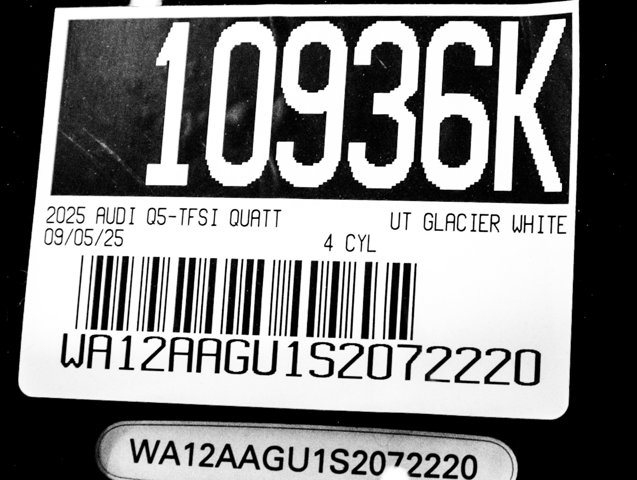 10936K
2025 AUDI Q5-TFSI QUATT UT GLACIER WHITE
09/05/25 4 CYL
WA12AAGU1S2072220
WA12AAGU1S2072220